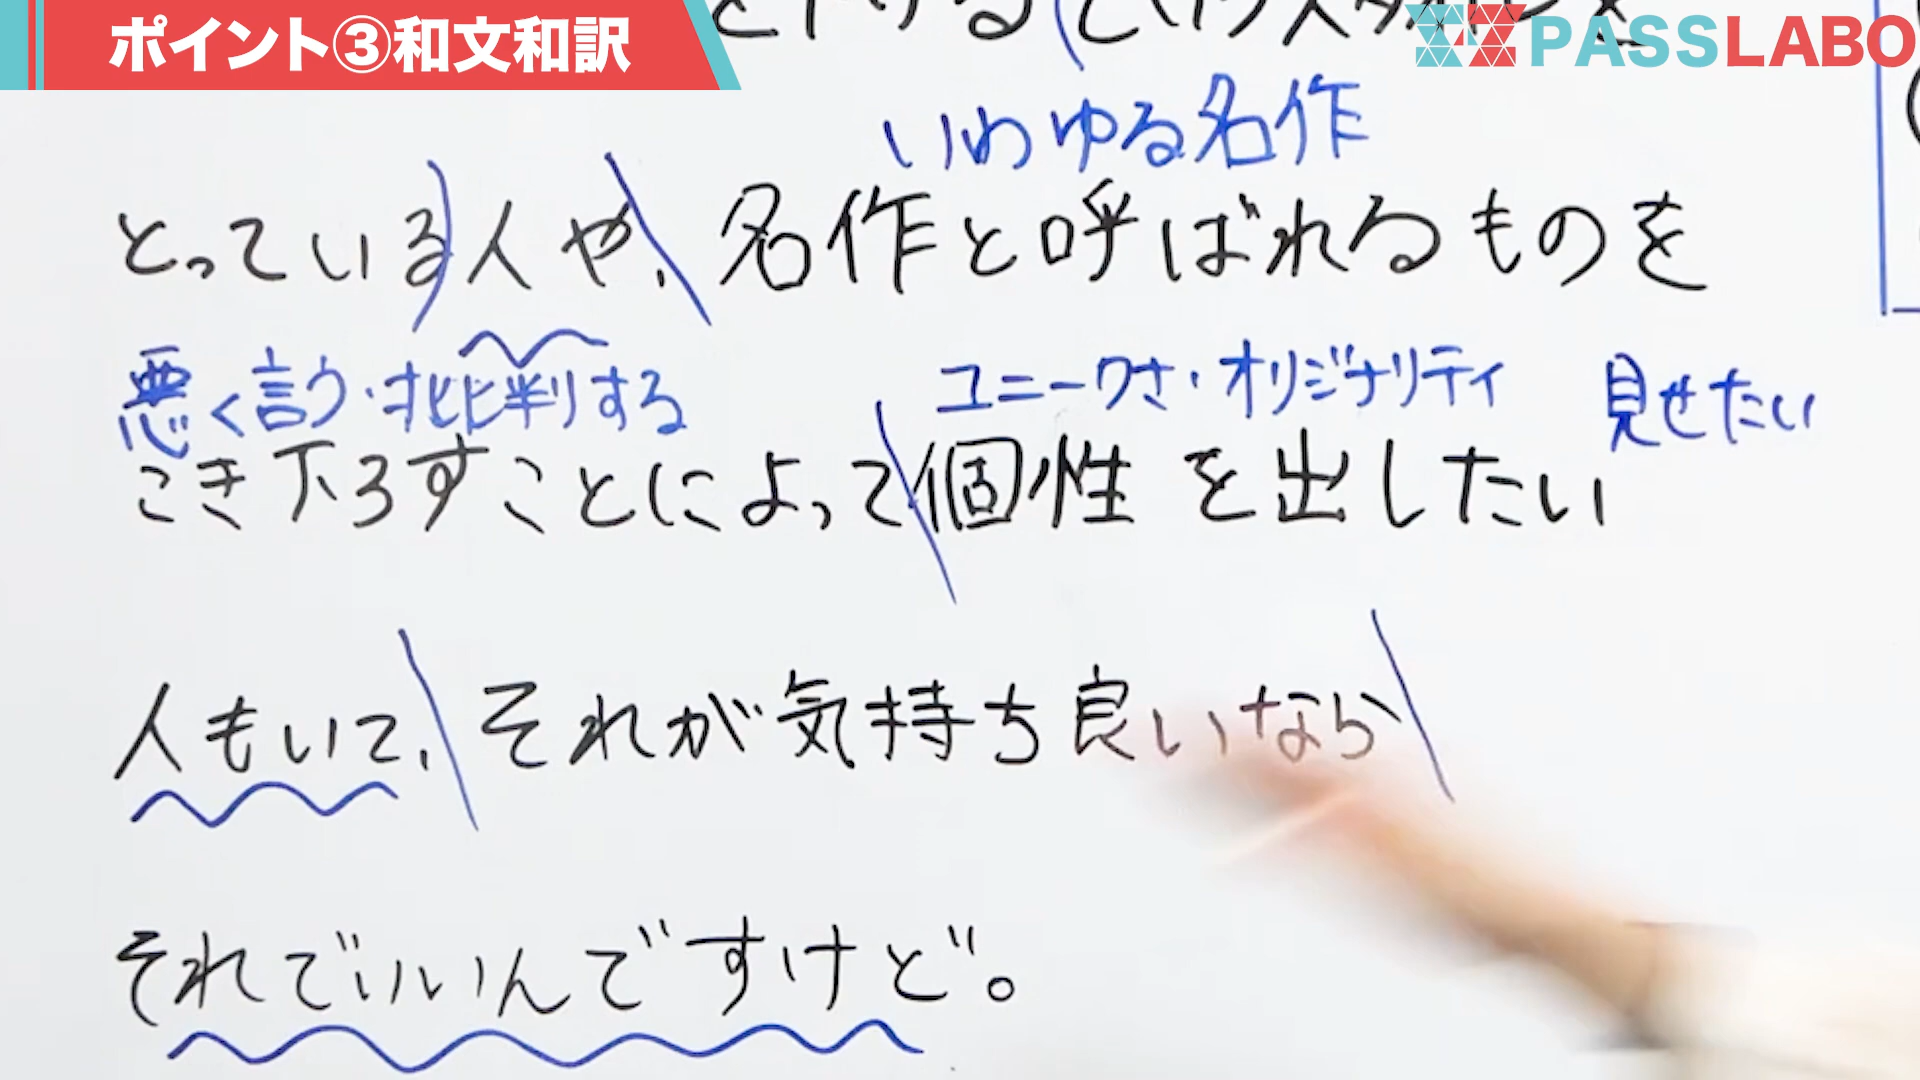 ポイント③和文和訳
PASSLABO
いわゆる名作
とっている人や、名作と呼ばれるものを
悪く言う・批判する ユニークさ・オリジナリティ 見せたい
こき下ろすことによって個性を出したい
人もいて、それが気持ち良いなら
それでいいんですけど。